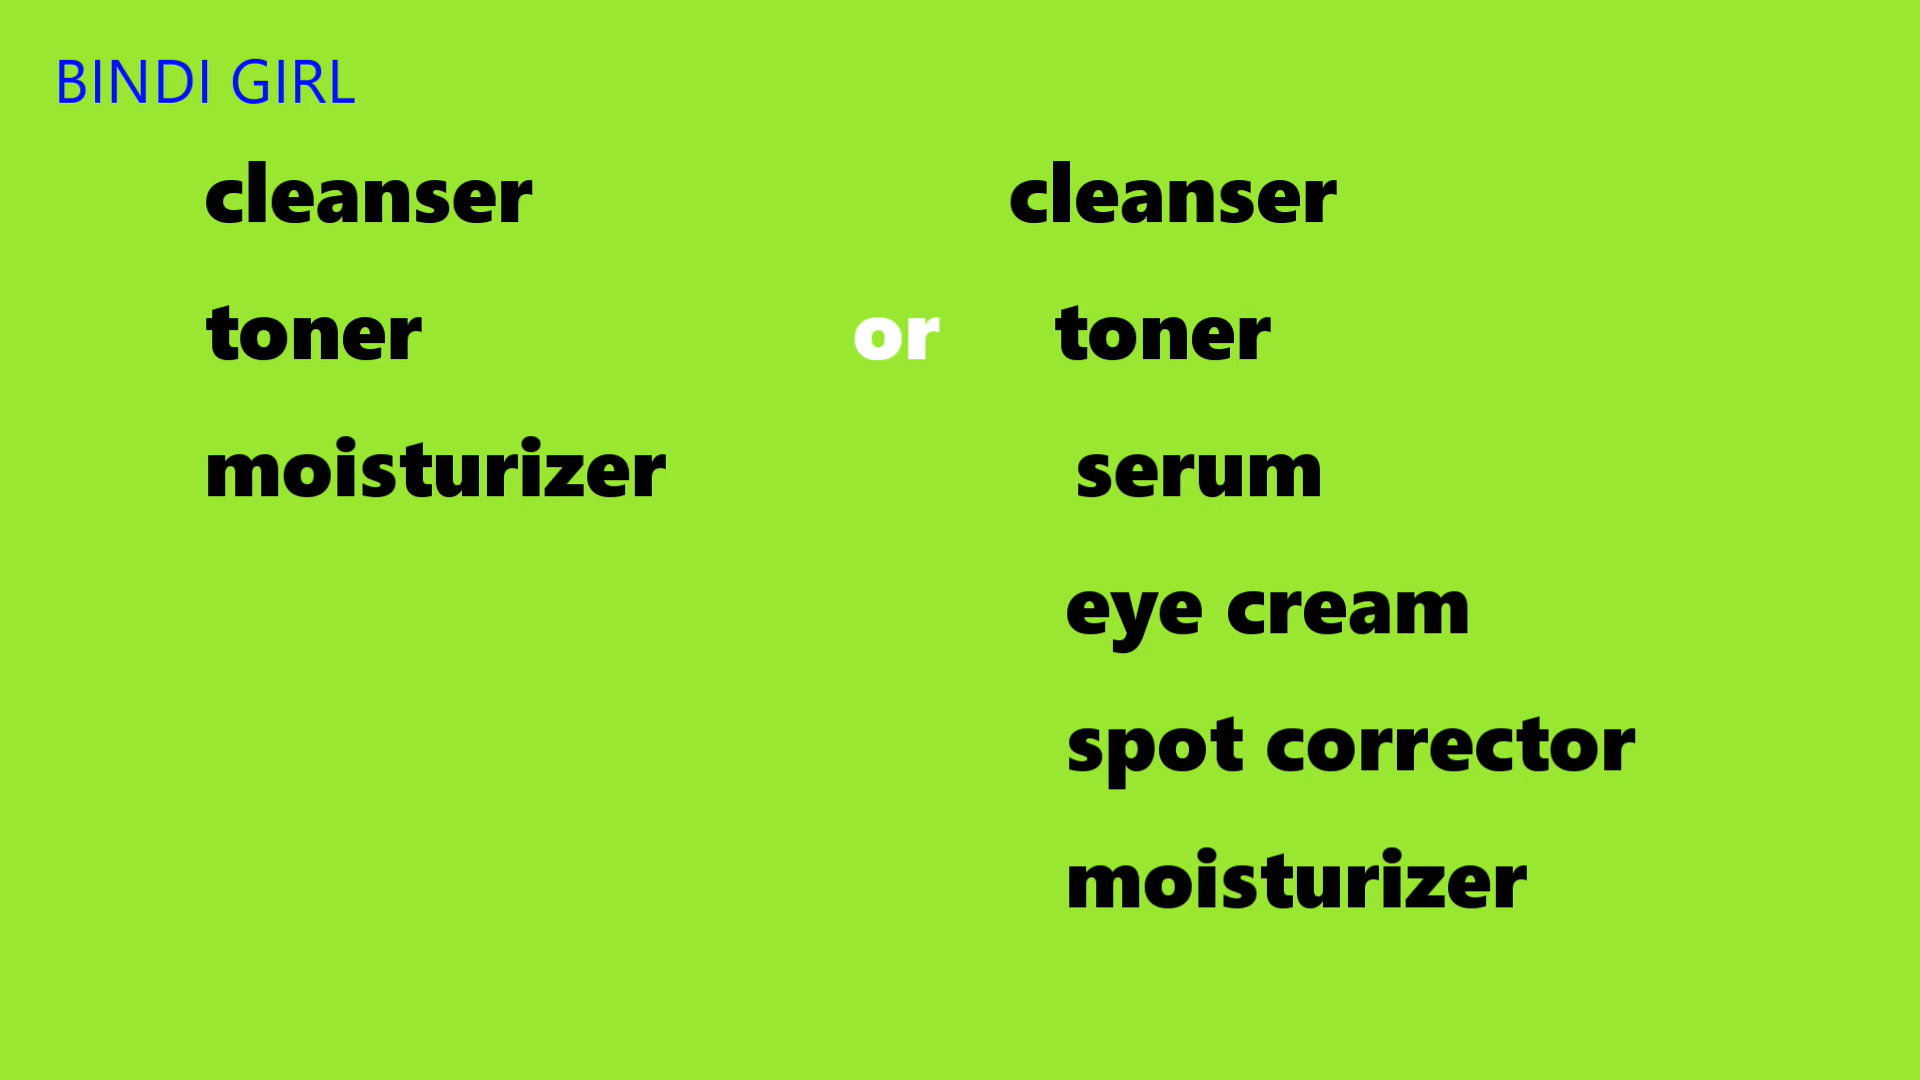 BINDI GIRL
cleanser cleanser
toner or toner
moisturizer serum
eye cream
spot corrector
moisturizer